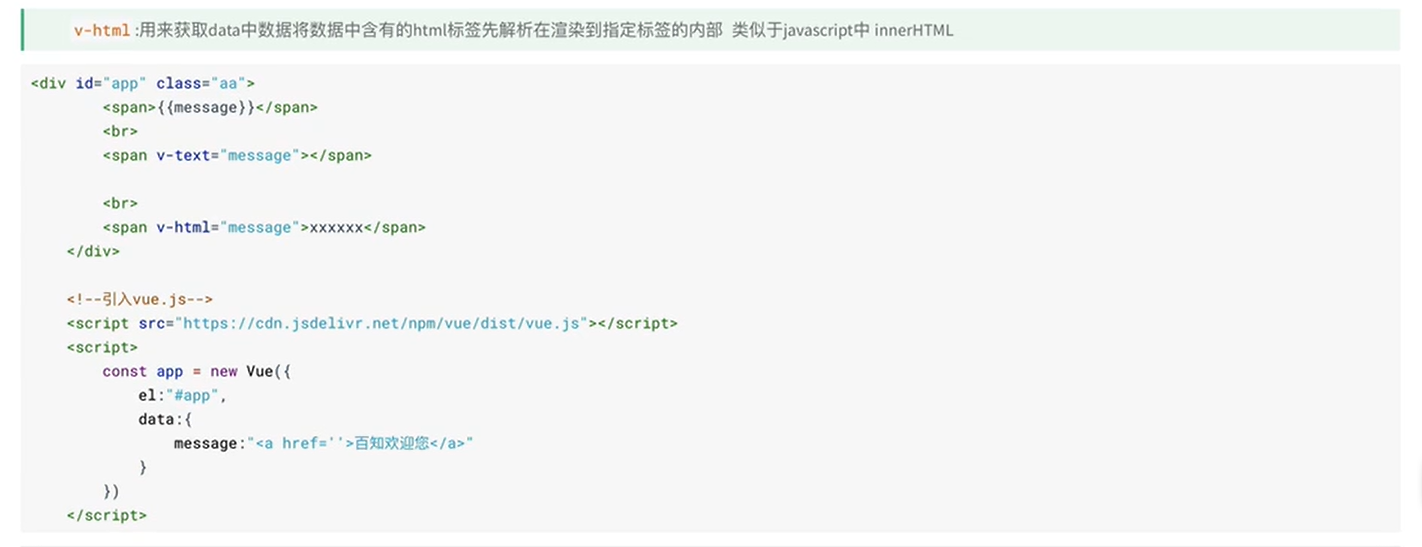 v-html :用来获取data中数据将数据中含有的html标签先解析在渲染到指定标签的内部 类似于javascript中 innerHTML
<div id="app" class="aa">
        <span>{{message}}</span>
        <br>
        <span v-text="message"></span>

        <br>
        <span v-html="message">xxxxxx</span>
    </div>

    <!--引入vue.js-->
    <script src="https://cdn.jsdelivr.net/npm/vue/dist/vue.js"></script>
    <script>
        const app = new Vue({
            el:"#app",
            data:{
                message:"<a href=''>百知欢迎您</a>"
            }
        })
    </script>